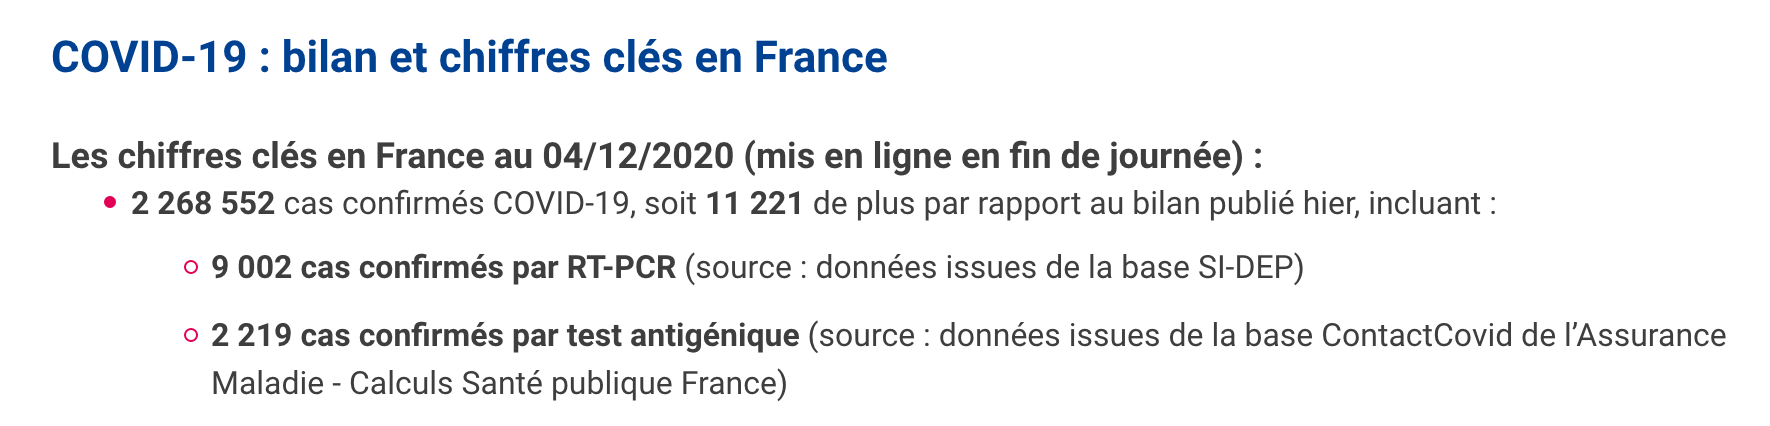 COVID-19 : bilan et chiffres clés en France
Les chiffres clés en France au 04/12/2020 (mis en ligne en fin de journée) :
2 268 552 cas confirmés COVID-19, soit 11 221 de plus par rapport au bilan publié hier, incluant :
9 002 cas confirmés par RT-PCR (source : données issues de la base SI-DEP)
2 219 cas confirmés par test antigénique (source : données issues de la base ContactCovid de l’Assurance
Maladie - Calculs Santé publique France)